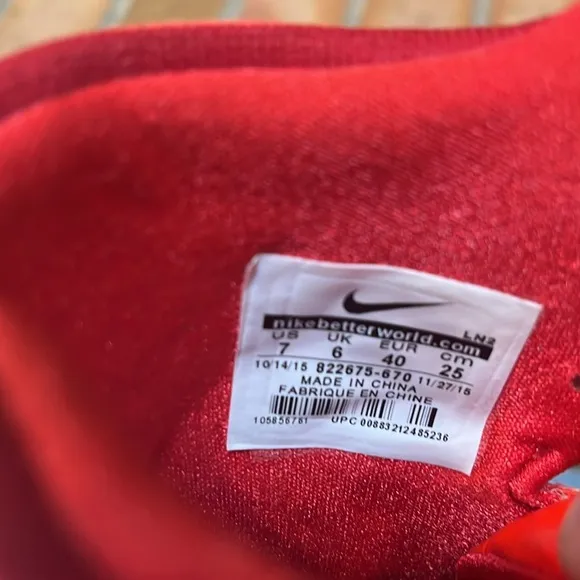 nikebetterworld.com LN2
US UK EUR cm
7 6 40 25
10/14/15 822675-670 11/27/15
MADE IN CHINA
FABRIQUE EN CHINE
105856781 UPC 00883212485236